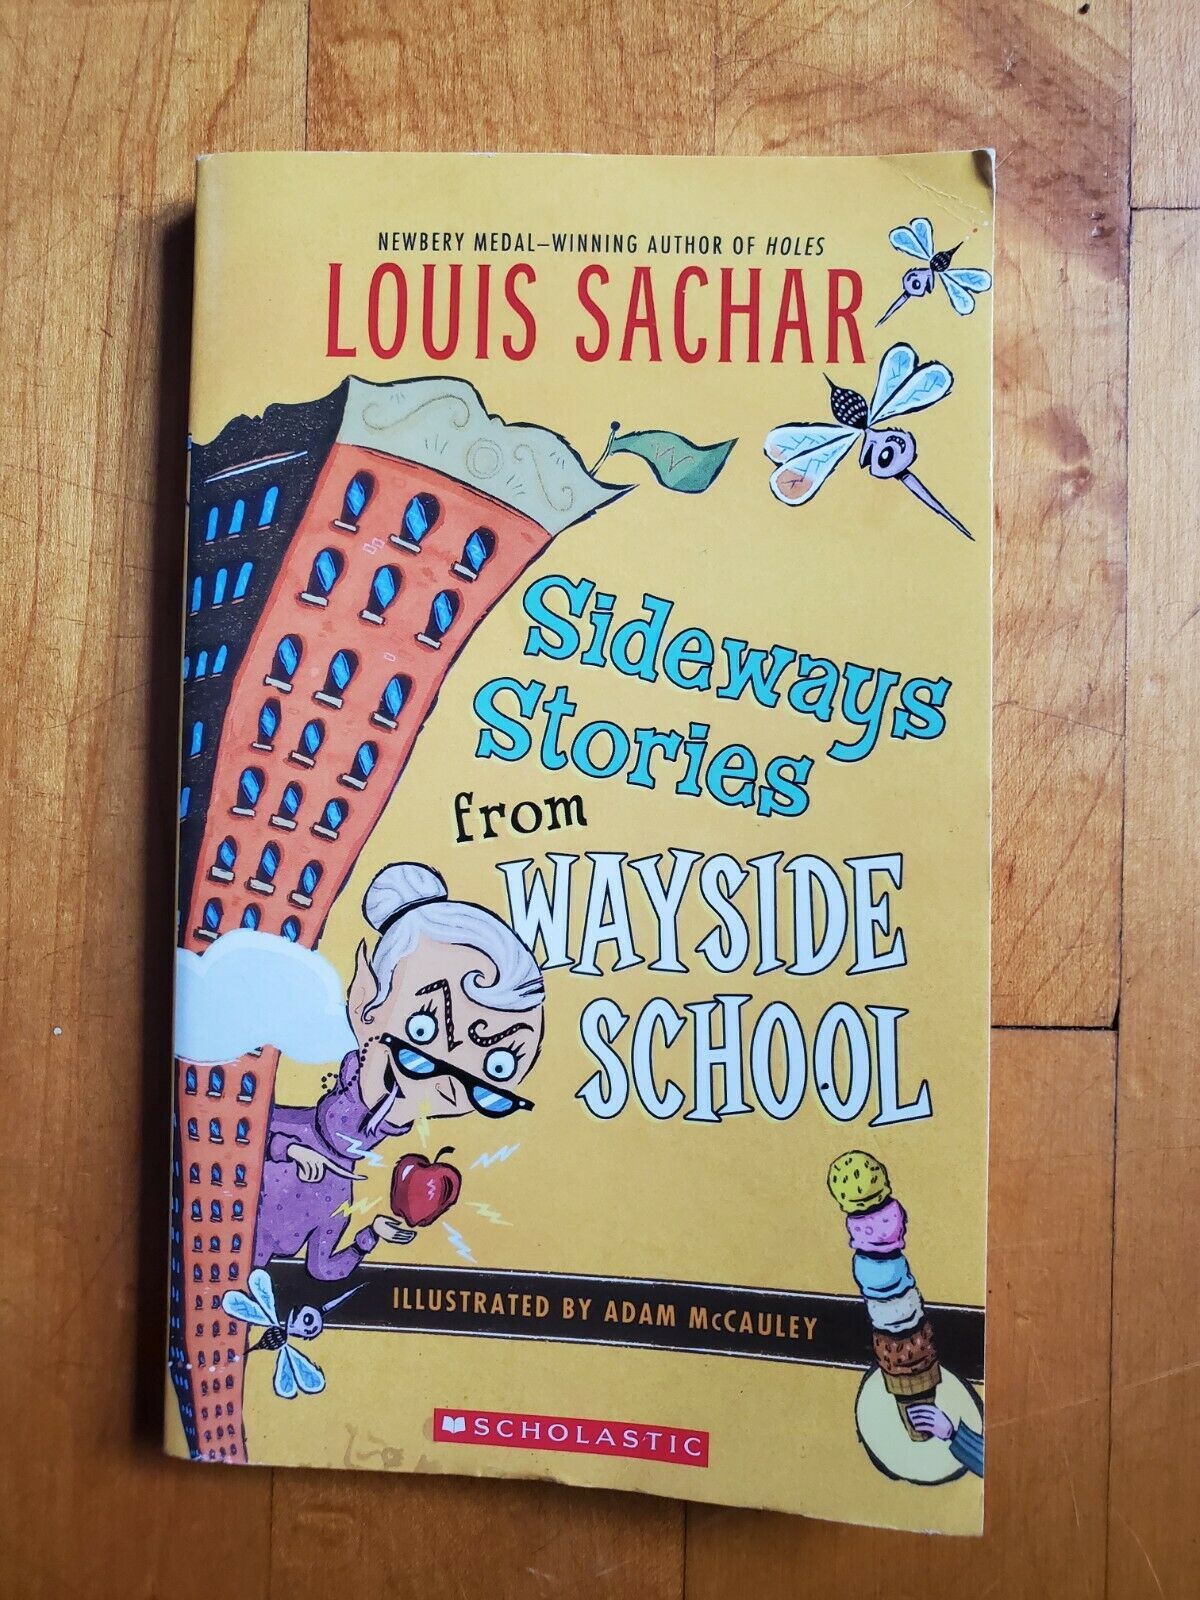 NEWBERY MEDAL–WINNING AUTHOR OF HOLES
LOUIS SACHAR
W
Sideways
Stories
from
WAYSIDE
SCHOOL
ILLUSTRATED BY ADAM McCAULEY
SCHOLASTIC